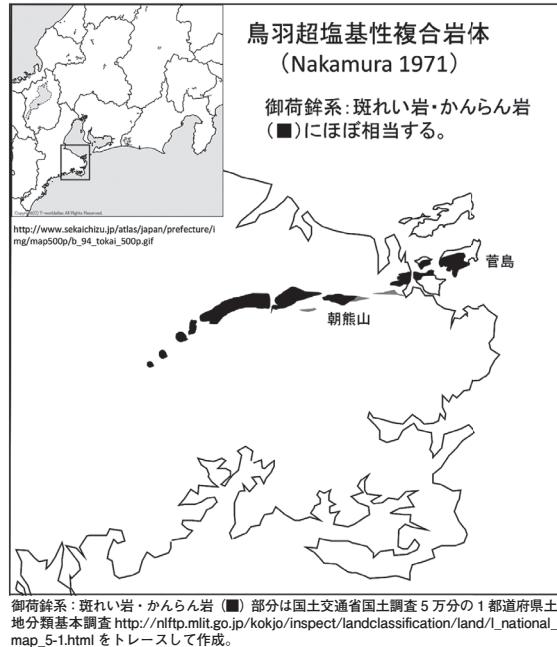 鳥羽超塩基性複合岩体
（Nakamura 1971）
御荷鉾系：斑れい岩・かんらん岩
（■）にほぼ相当する。
http://www.sekaichizu.jp/atlas/japan/prefecture/i
mg/map500p/b_94_tokai_500p.gif
菅島
朝熊山
御荷鉾系：斑れい岩・かんらん岩（■）部分は国土交通省国土調査５万分の１都道府県土
地分類基本調査 http://nlftp.mlit.go.jp/kokjo/inspect/landclassification/land/l_national_
map_5-1.html をトレースして作成。